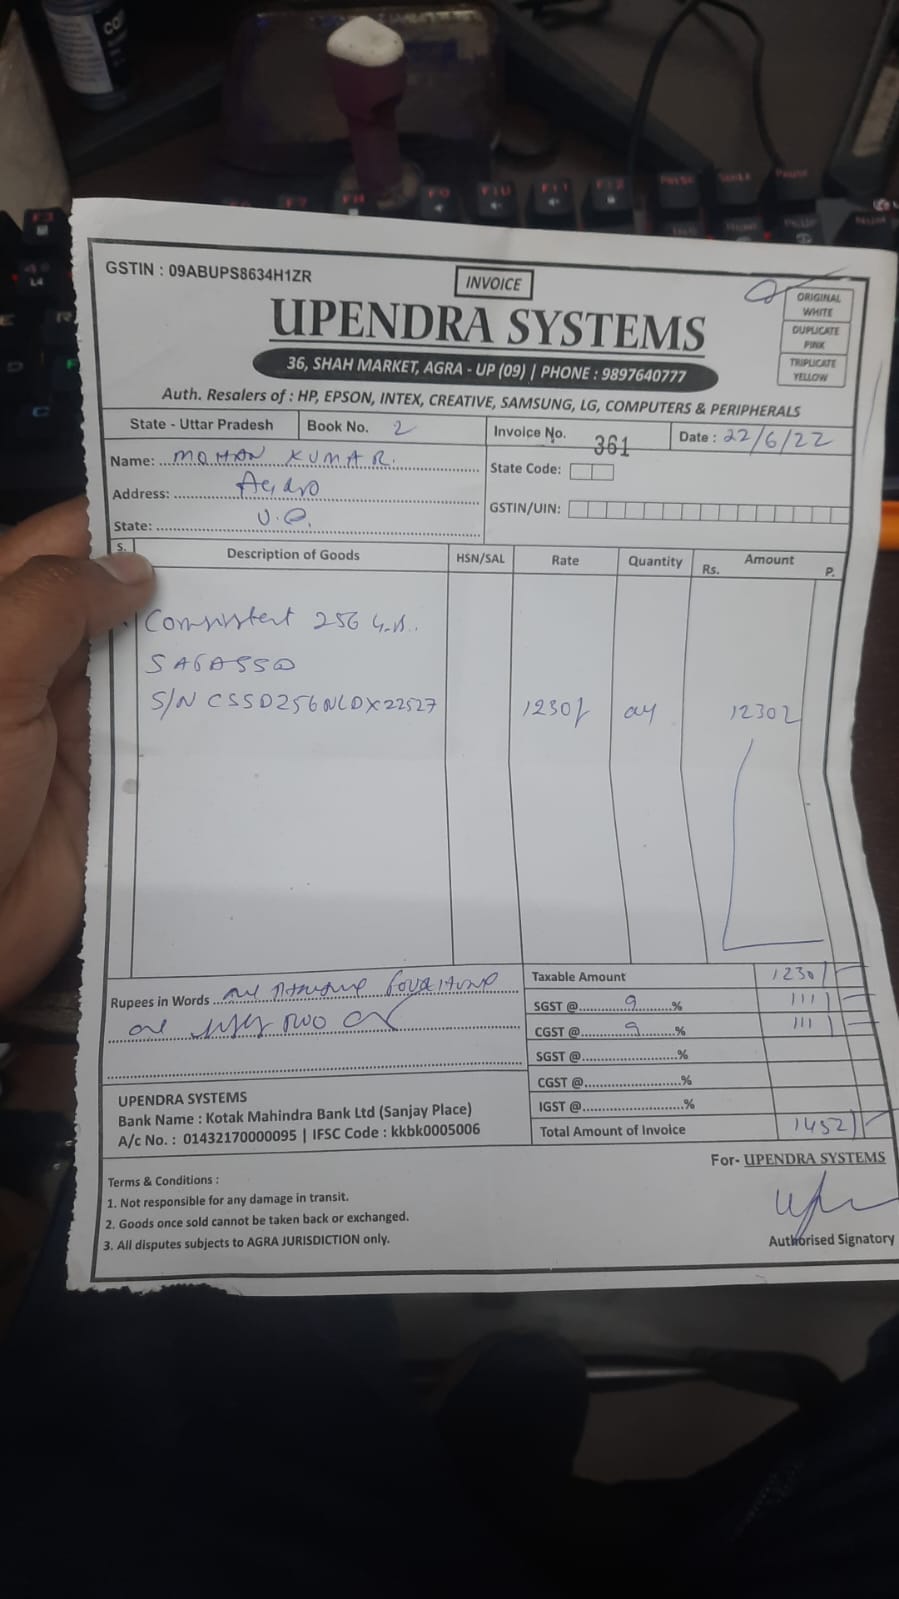 GSTIN : 09ABUPS8634H1ZR
INVOICE
ORIGINAL
WHITE
DUPLICATE
PINK
TRIPLICATE
YELLOW
UPENDRA SYSTEMS
36, SHAH MARKET, AGRA - UP (09) | PHONE : 9897640777
Auth. Resalers of : HP, EPSON, INTEX, CREATIVE, SAMSUNG, LG, COMPUTERS & PERIPHERALS
State - Uttar Pradesh Book No. 2 Invoice No. 361 Date : 22/6/22
Name: MOHAN KUMAR. State Code:
Address: Agra
State: U.P. GSTIN/UIN:
S. Description of Goods HSN/SAL Rate Quantity Amount Rs. P.
Consistent 256 G.B.
SATA SSD
S/N CSSD256NLDX22527 1230/ 1230/
Taxable Amount 1230/
Rupees in Words one thousand four hund
SGST @ 9 % 111/
CGST @ 9 % 111/
SGST @ %
CGST @ %
IGST @ %
Total Amount of Invoice 1452/
UPENDRA SYSTEMS
Bank Name : Kotak Mahindra Bank Ltd (Sanjay Place)
A/c No. : 01432170000095 | IFSC Code : kkbk0005006
Terms & Conditions :
1. Not responsible for any damage in transit.
2. Goods once sold cannot be taken back or exchanged.
3. All disputes subjects to AGRA JURISDICTION only.
For- UPENDRA SYSTEMS
Authorised Signatory